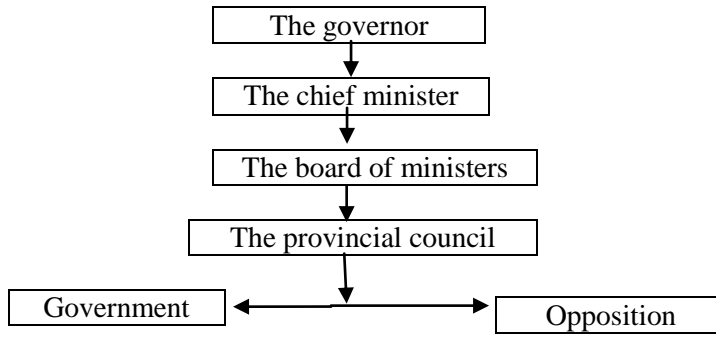 The governor
The chief minister
The board of ministers
The provincial council
Government
Opposition